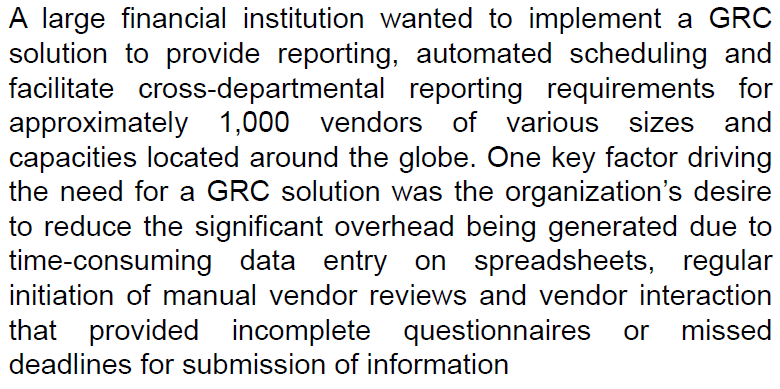 A large financial institution wanted to implement a GRC
solution to provide reporting, automated scheduling and
facilitate cross-departmental reporting requirements for
approximately 1,000 vendors of various sizes and
capacities located around the globe. One key factor driving
the need for a GRC solution was the organization’s desire
to reduce the significant overhead being generated due to
time-consuming data entry on spreadsheets, regular
initiation of manual vendor reviews and vendor interaction
that provided incomplete questionnaires or missed
deadlines for submission of information